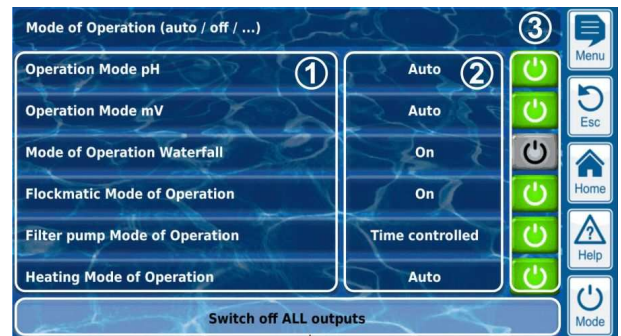 Mode of Operation (auto / off / ...)
3
Menu
Operation Mode pH
1
Auto
2
Operation Mode mV
Auto
Esc
Mode of Operation Waterfall
On
Flockmatic Mode of Operation
On
Home
Filter pump Mode of Operation
Time controlled
?
Help
Heating Mode of Operation
Auto
Switch off ALL outputs
Mode